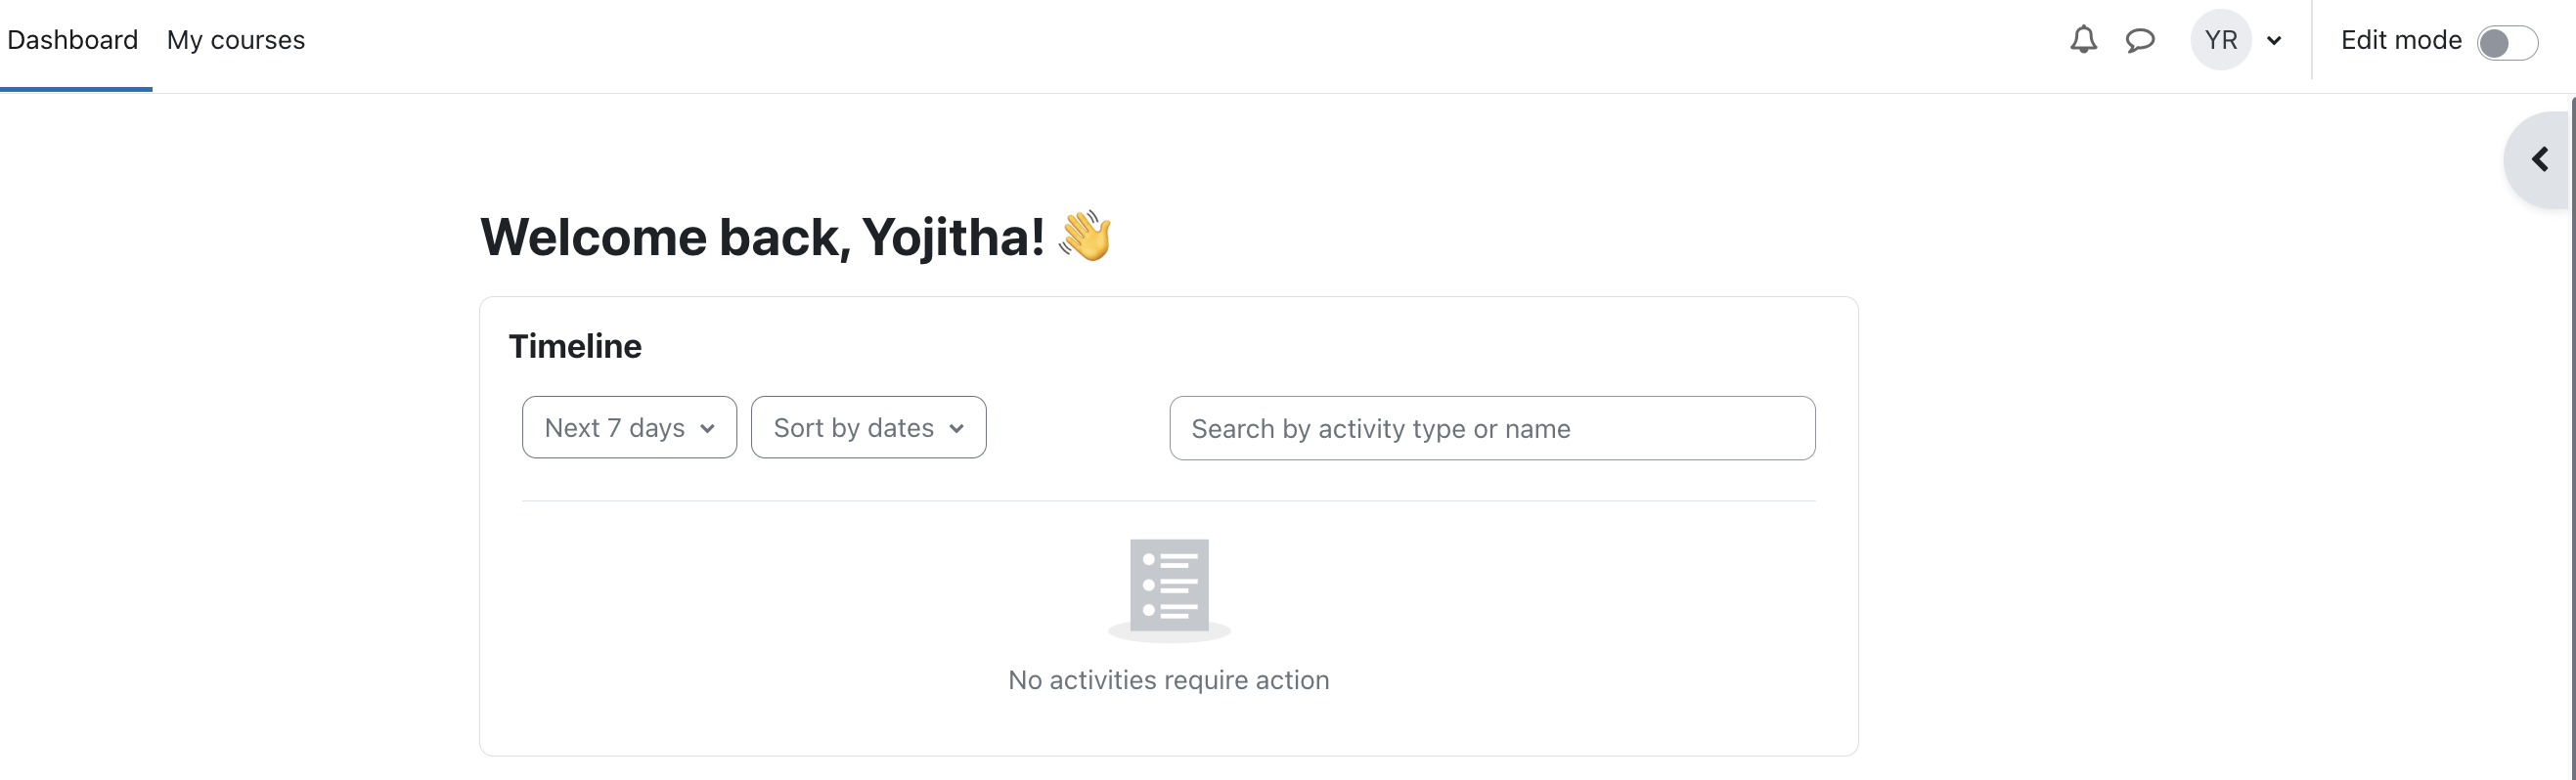 Dashboard My courses YR Edit mode
Welcome back, Yojitha! 👋
Timeline
Next 7 days Sort by dates Search by activity type or name
No activities require action